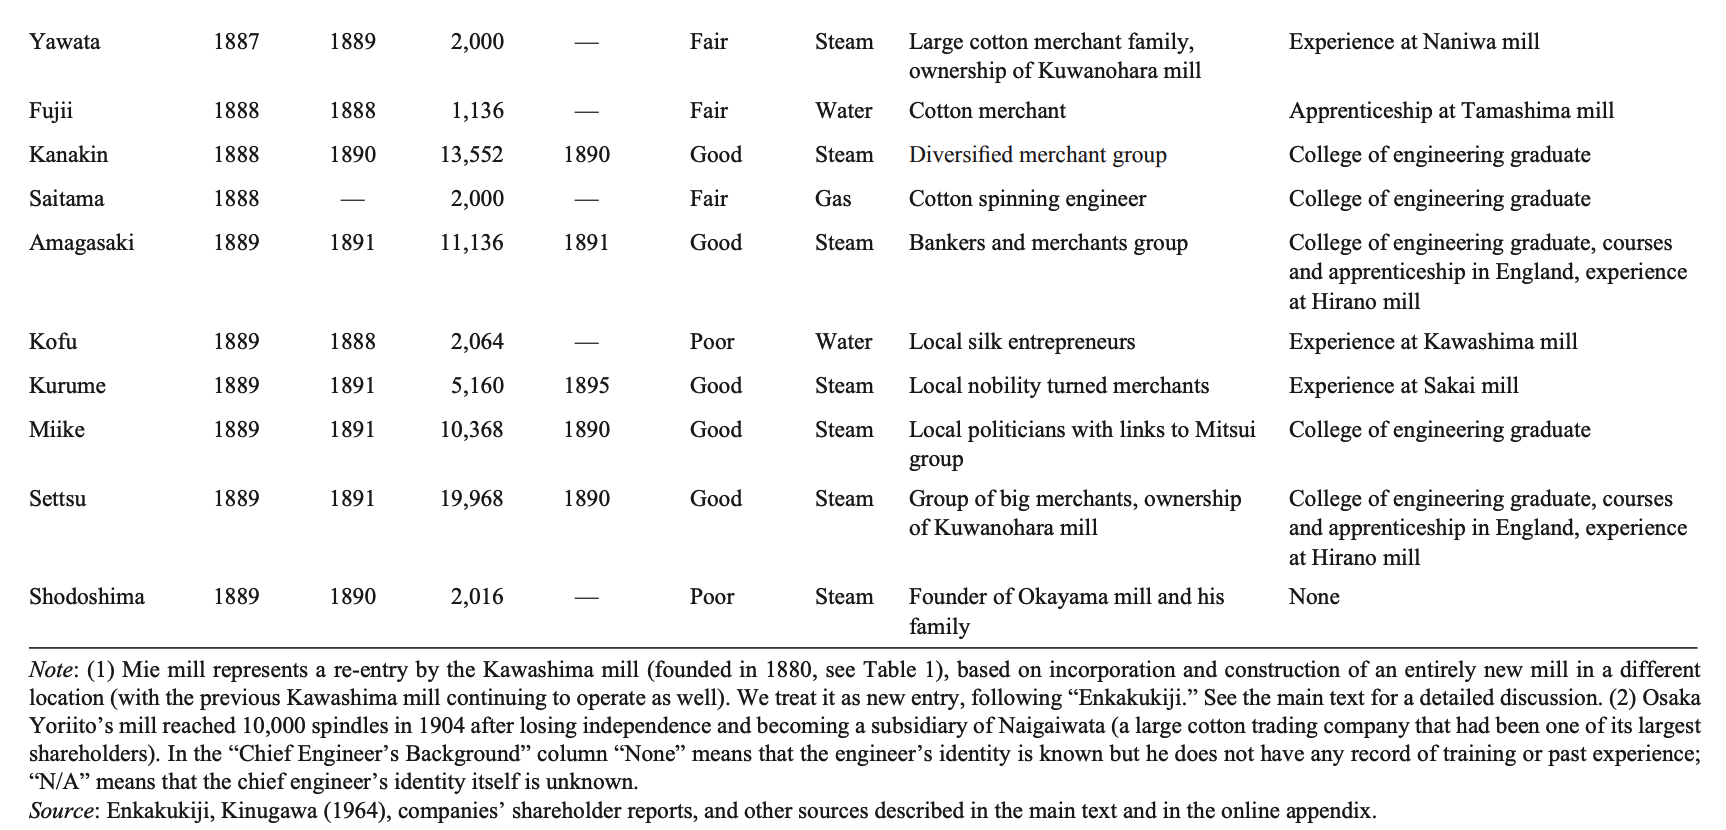 Yawata 1887 1889 2,000 — Fair Steam Large cotton merchant family, Experience at Naniwa mill
ownership of Kuwanohara mill
Fujii 1888 1888 1,136 — Fair Water Cotton merchant Apprenticeship at Tamashima mill
Kanakin 1888 1890 13,552 1890 Good Steam Diversified merchant group College of engineering graduate
Saitama 1888 — 2,000 — Fair Gas Cotton spinning engineer College of engineering graduate
Amagasaki 1889 1891 11,136 1891 Good Steam Bankers and merchants group College of engineering graduate, courses
and apprenticeship in England, experience
at Hirano mill
Kofu 1889 1888 2,064 — Poor Water Local silk entrepreneurs Experience at Kawashima mill
Kurume 1889 1891 5,160 1895 Good Steam Local nobility turned merchants Experience at Sakai mill
Miike 1889 1891 10,368 1890 Good Steam Local politicians with links to Mitsui College of engineering graduate
group
Settsu 1889 1891 19,968 1890 Good Steam Group of big merchants, ownership College of engineering graduate, courses
of Kuwanohara mill and apprenticeship in England, experience
at Hirano mill
Shodoshima 1889 1890 2,016 — Poor Steam Founder of Okayama mill and his None
family
Note: (1) Mie mill represents a re-entry by the Kawashima mill (founded in 1880, see Table 1), based on incorporation and construction of an entirely new mill in a different
location (with the previous Kawashima mill continuing to operate as well). We treat it as new entry, following “Enkakukiji.” See the main text for a detailed discussion. (2) Osaka
Yoriito’s mill reached 10,000 spindles in 1904 after losing independence and becoming a subsidiary of Naigaiwata (a large cotton trading company that had been one of its largest
shareholders). In the “Chief Engineer’s Background” column “None” means that the engineer’s identity is known but he does not have any record of training or past experience;
“N/A” means that the chief engineer’s identity itself is unknown.
Source: Enkakukiji, Kinugawa (1964), companies’ shareholder reports, and other sources described in the main text and in the online appendix.